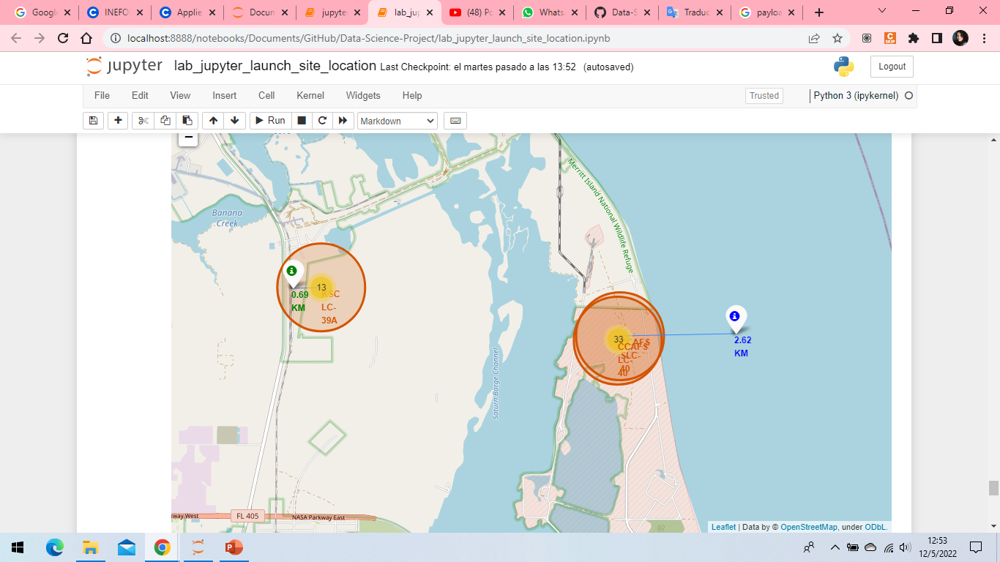 Google
INEFO
Applie
Docum
jupyte
lab_jup
(48) Po
Whats
Data-S
Traduc
payloa
localhost:8888/notebooks/Documents/GitHub/Data-Science-Project/lab_jupyter_launch_site_location.ipynb
jupyter lab_jupyter_launch_site_location Last Checkpoint: el martes pasado a las 13:52 (autosaved)
Logout
File Edit View Insert Cell Kernel Widgets Help
Trusted
Python 3 (ipykernel)
Run
Markdown
−
Merritt Island National Wildlife Refuge
Banana
Creek
13
0.69
KM
KSC
LC-
39A
33
CCAFS
SLC-
40
CCAFS
LC-
40
2.62
KM
Saturn Barge Channel
kway West
FL 405
NASA Parkway East
Leaflet | Data by © OpenStreetMap, under ODbL.
12:53
12/5/2022